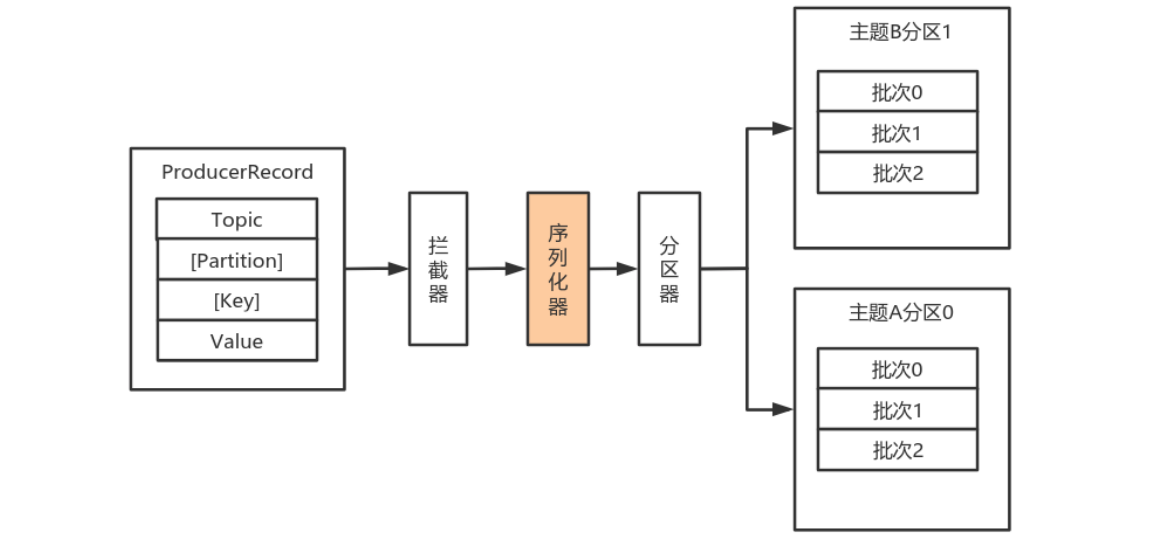 ProducerRecord
Topic
[Partition]
[Key]
Value
拦截器
序列化器
分区器
主题B分区1
批次0
批次1
批次2
主题A分区0
批次0
批次1
批次2